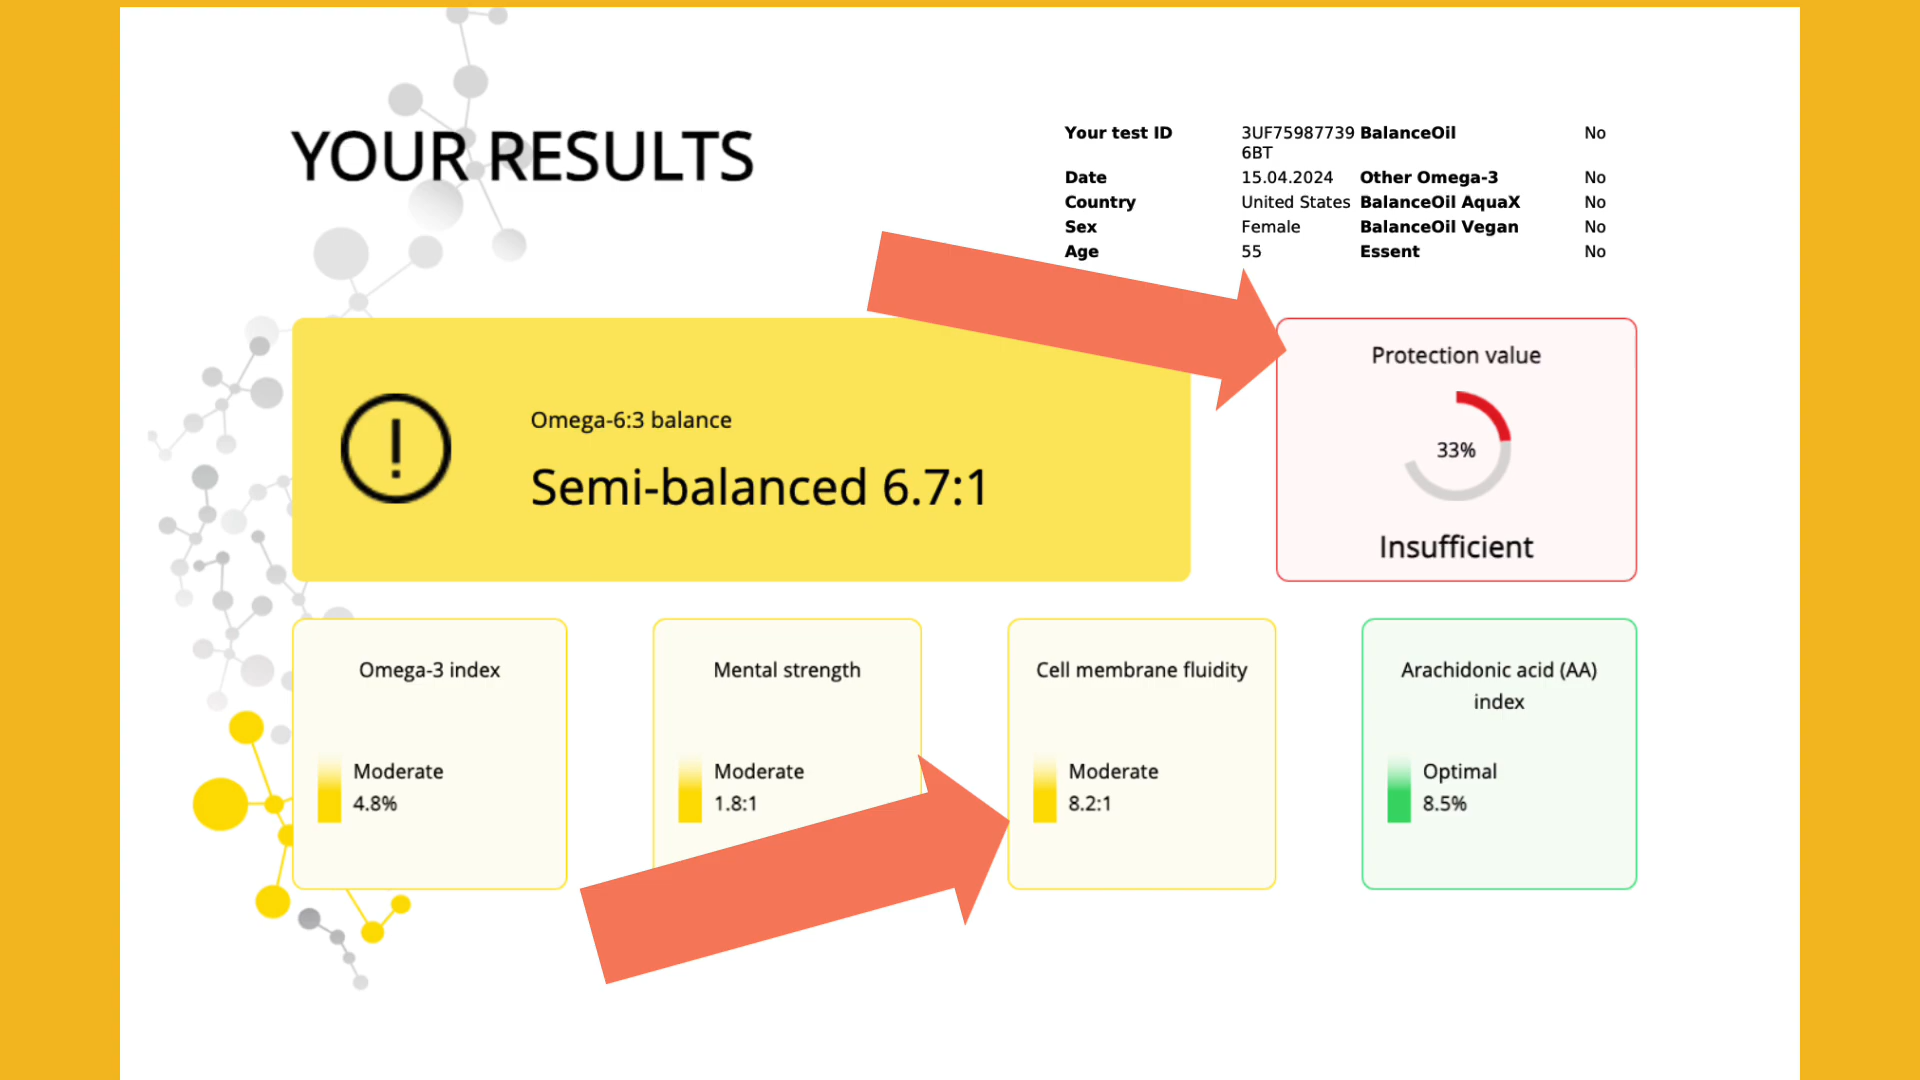 YOUR RESULTS
Your test ID 3UF75987739 BalanceOil No
6BT
Date 15.04.2024 Other Omega-3 No
Country United States BalanceOil AquaX No
Sex Female BalanceOil Vegan No
Age 55 Essent No
Omega-6:3 balance
Semi-balanced 6.7:1
Protection value
33%
Insufficient
Omega-3 index
Moderate
4.8%
Mental strength
Moderate
1.8:1
Cell membrane fluidity
Moderate
8.2:1
Arachidonic acid (AA)
index
Optimal
8.5%